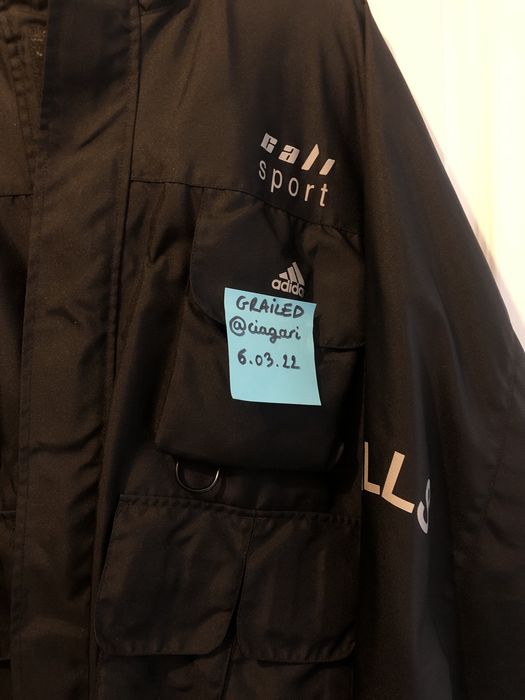 cali
sport
adidas
GRAILED
@ciagari
6.03.22
LLS